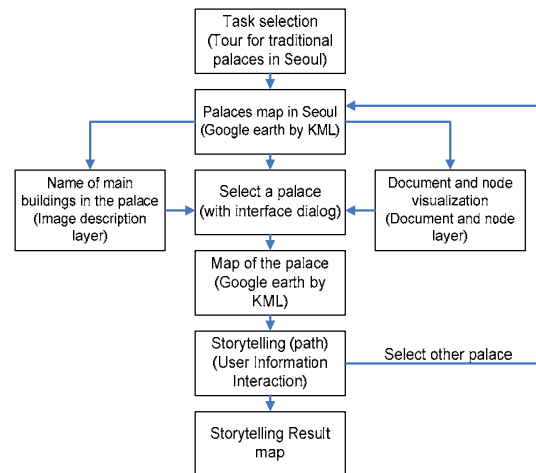 Task selection
(Tour for traditional
palaces in Seoul)
Palaces map in Seoul
(Google earth by KML)
Name of main
buildings in the palace
(Image description
layer)
Select a palace
(with interface dialog)
Document and node
visualization
(Document and node
layer)
Map of the palace
(Google earth by
KML)
Storytelling (path)
(User Information
Interaction)
Select other palace
Storytelling Result
map